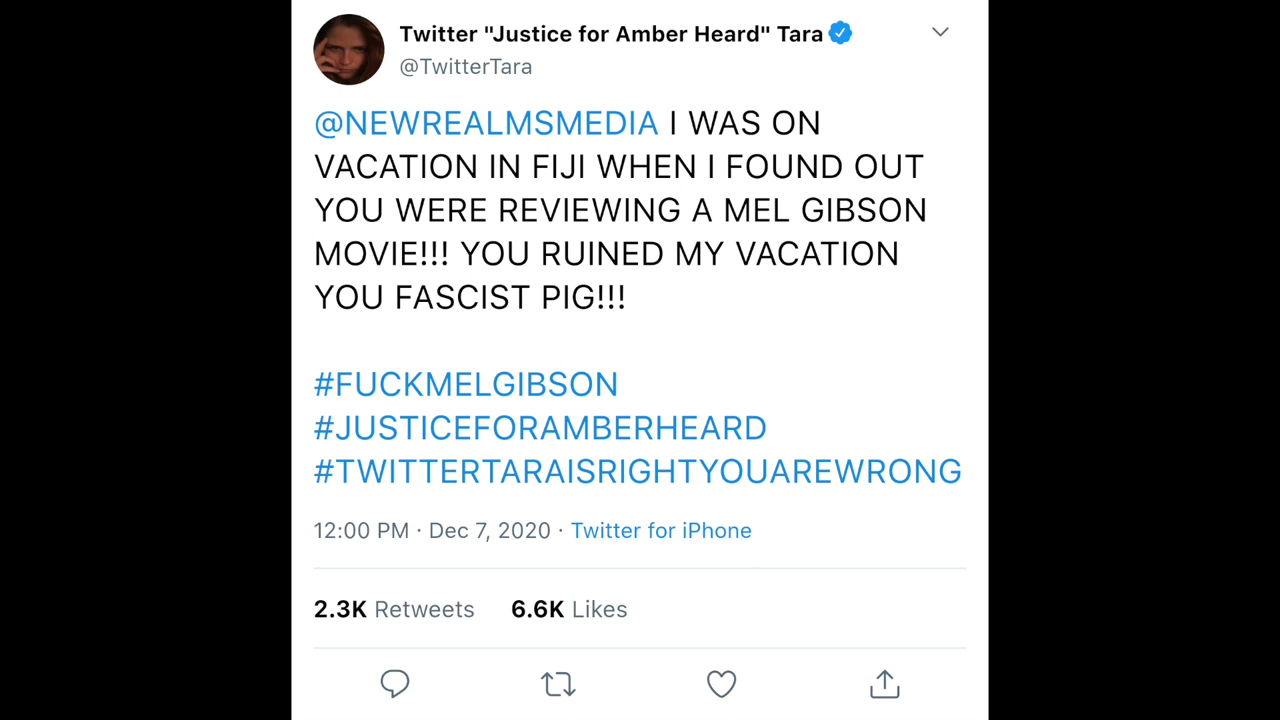 Twitter "Justice for Amber Heard" Tara
@TwitterTara
@NEWREALMSMEDIA I WAS ON
VACATION IN FIJI WHEN I FOUND OUT
YOU WERE REVIEWING A MEL GIBSON
MOVIE!!! YOU RUINED MY VACATION
YOU FASCIST PIG!!!
#FUCKMELGIBSON
#JUSTICEFORAMBERHEARD
#TWITTERTARAISRIGHTYOUAREWRONG
12:00 PM · Dec 7, 2020 · Twitter for iPhone
2.3K Retweets 6.6K Likes